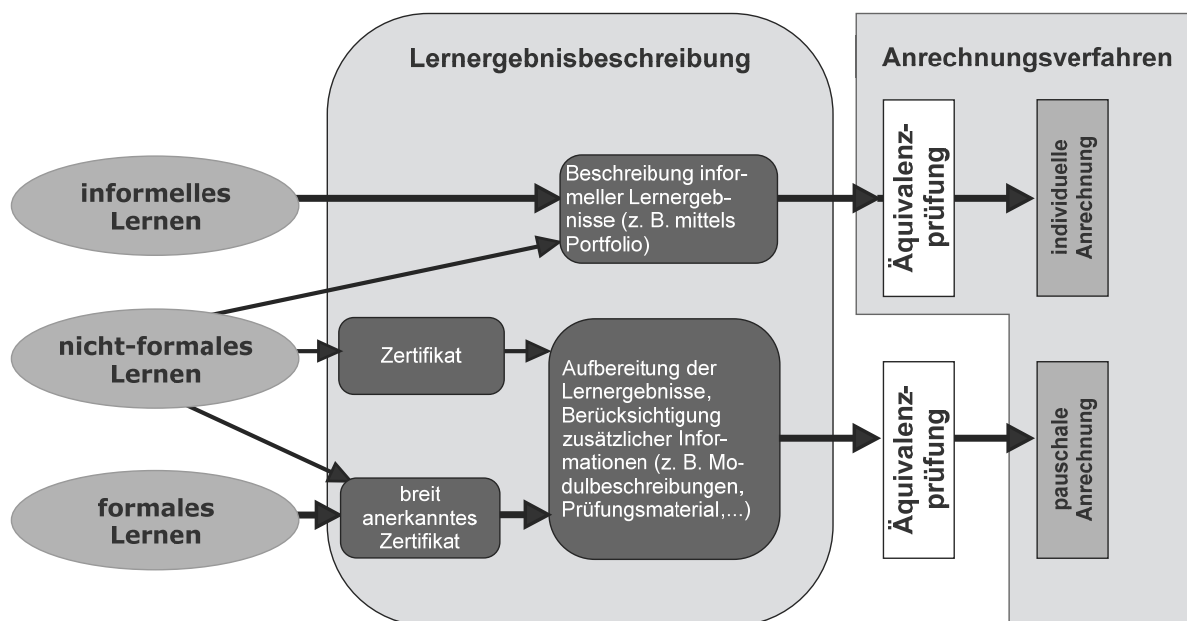 Lernergebnisbeschreibung
Anrechnungsverfahren
informelles
Lernen
Beschreibung infor-
meller Lernergeb-
nisse (z. B. mittels
Portfolio)
Äquivalenz-
prüfung
individuelle
Anrechnung
nicht-formales
Lernen
Zertifikat
Aufbereitung der
Lernergebnisse,
Berücksichtigung
zusätzlicher Infor-
mationen (z. B. Mo-
dulbeschreibungen,
Prüfungsmaterial,...)
Äquivalenz-
prüfung
pauschale
Anrechnung
formales
Lernen
breit
anerkanntes
Zertifikat